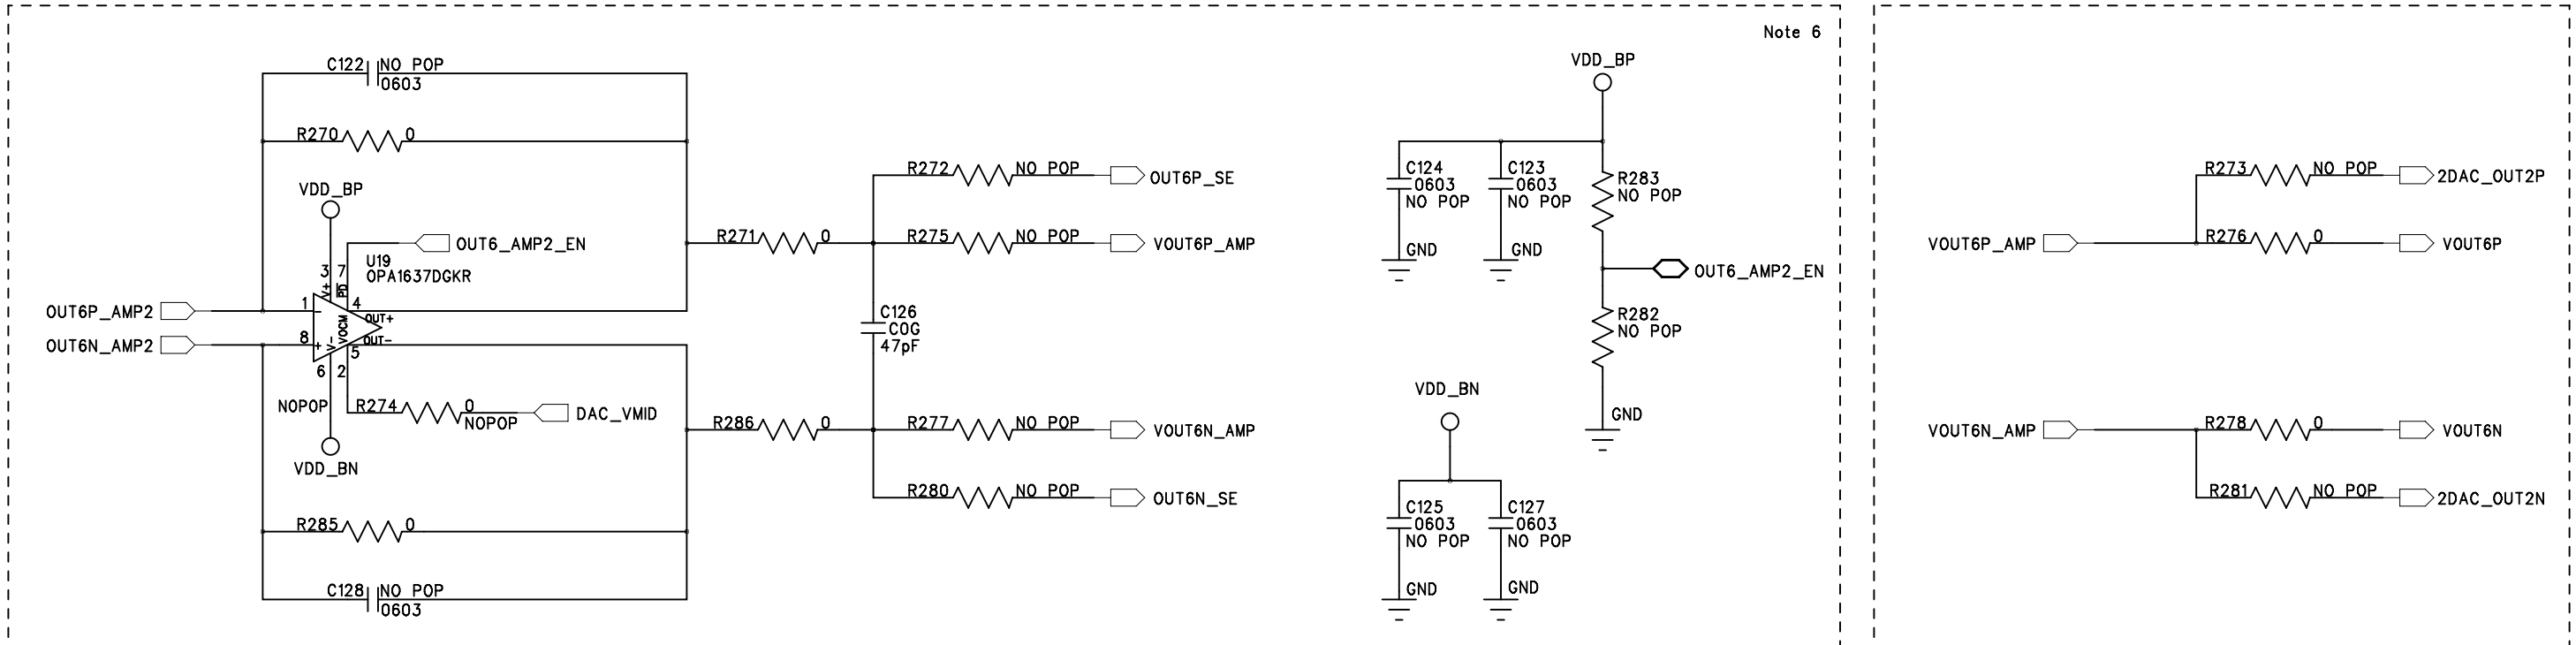 Note 6
C122 NO POP
0603
R270 0
VDD_BP
OUT6_AMP2_EN
U19
OPA1637DGKR
3 7
V+ PD
OUT6P_AMP2 1 - 4
OUT+
VOCM
OUT6N_AMP2 8 + V- OUT-
5
6 2
NOPOP R274 0 DAC_VMID
NOPOP
VDD_BN
R285 0
C128 NO POP
0603
R271 0
R286 0
R272 NO POP OUT6P_SE
R275 NO POP VOUT6P_AMP
C126
C0G
47pF
R277 NO POP VOUT6N_AMP
R280 NO POP OUT6N_SE
VDD_BP
C124
0603
NO POP
GND
C123
0603
NO POP
GND
R283
NO POP
OUT6_AMP2_EN
R282
NO POP
GND
VDD_BN
C125
0603
NO POP
GND
C127
0603
NO POP
GND
R273 NO POP 2DAC_OUT2P
VOUT6P_AMP R276 0 VOUT6P
VOUT6N_AMP R278 0 VOUT6N
R281 NO POP 2DAC_OUT2N